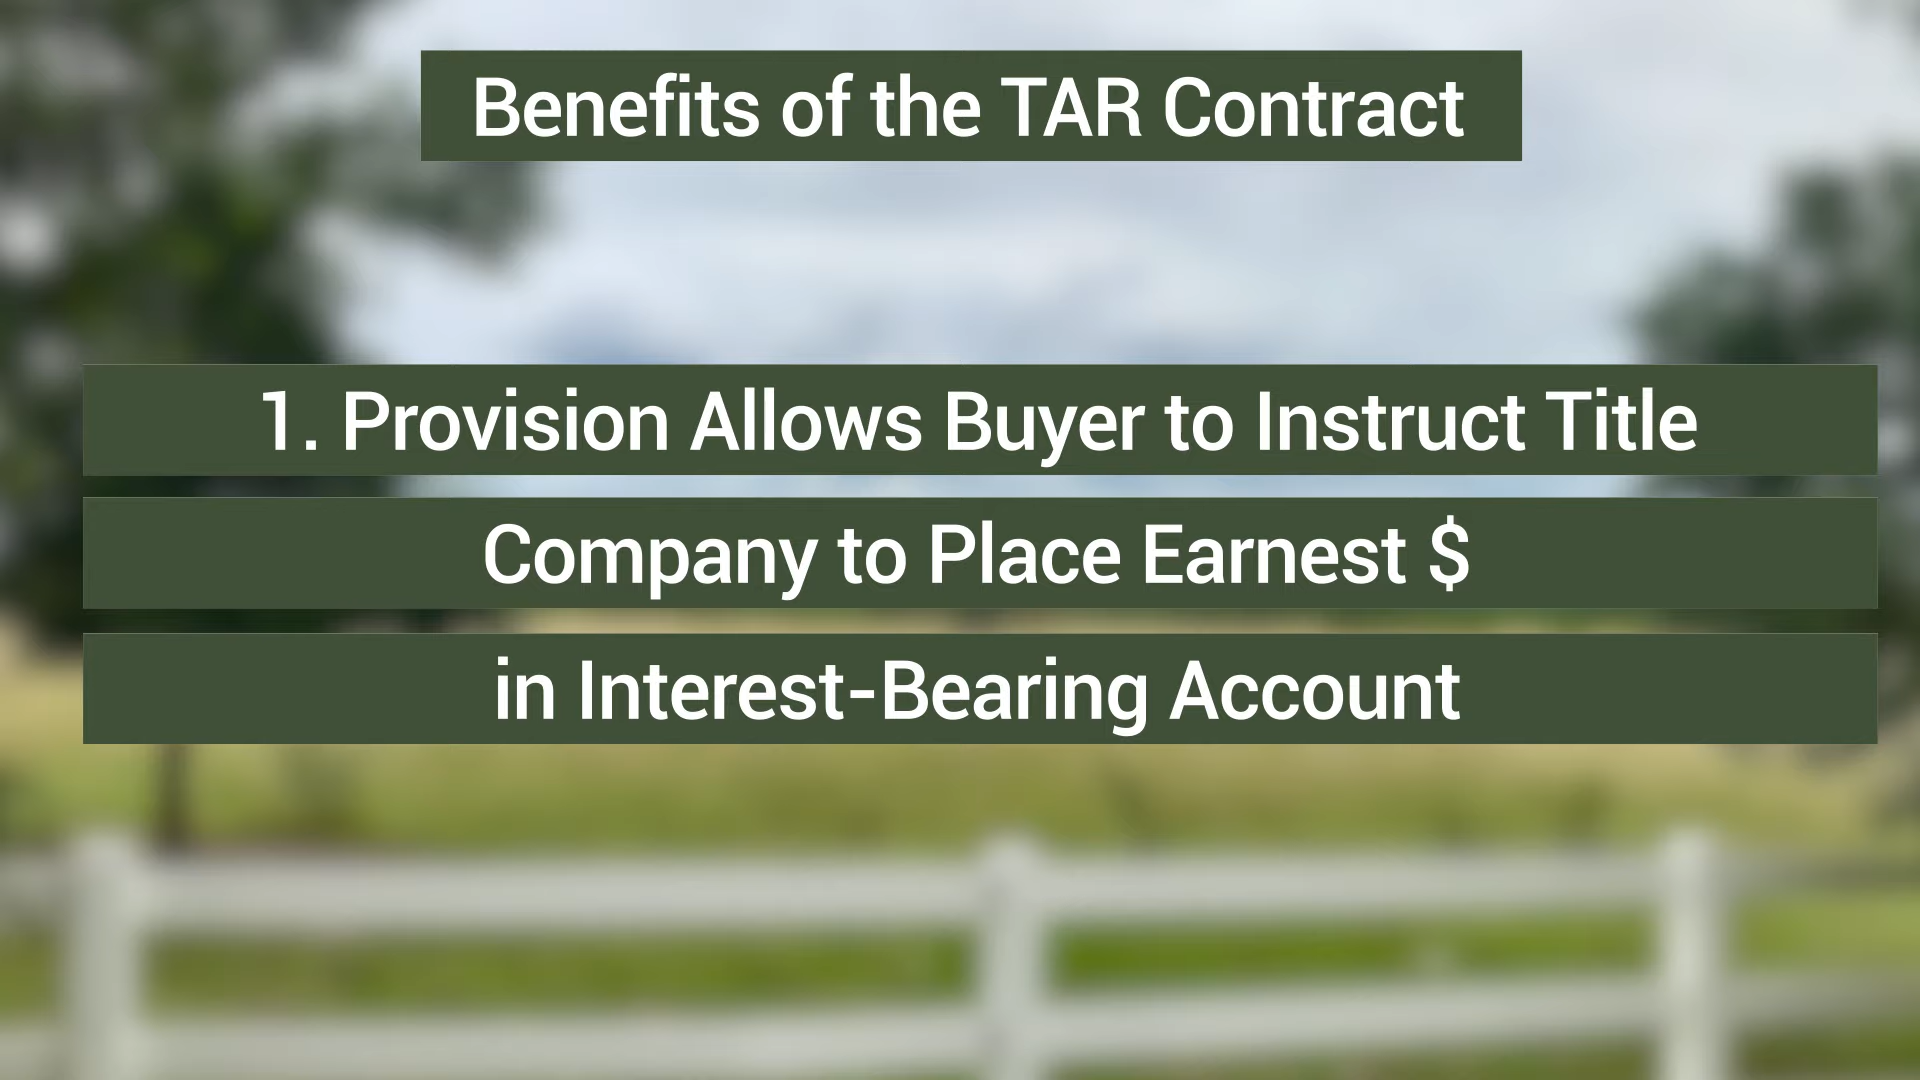 Benefits of the TAR Contract
1. Provision Allows Buyer to Instruct Title
Company to Place Earnest $
in Interest-Bearing Account